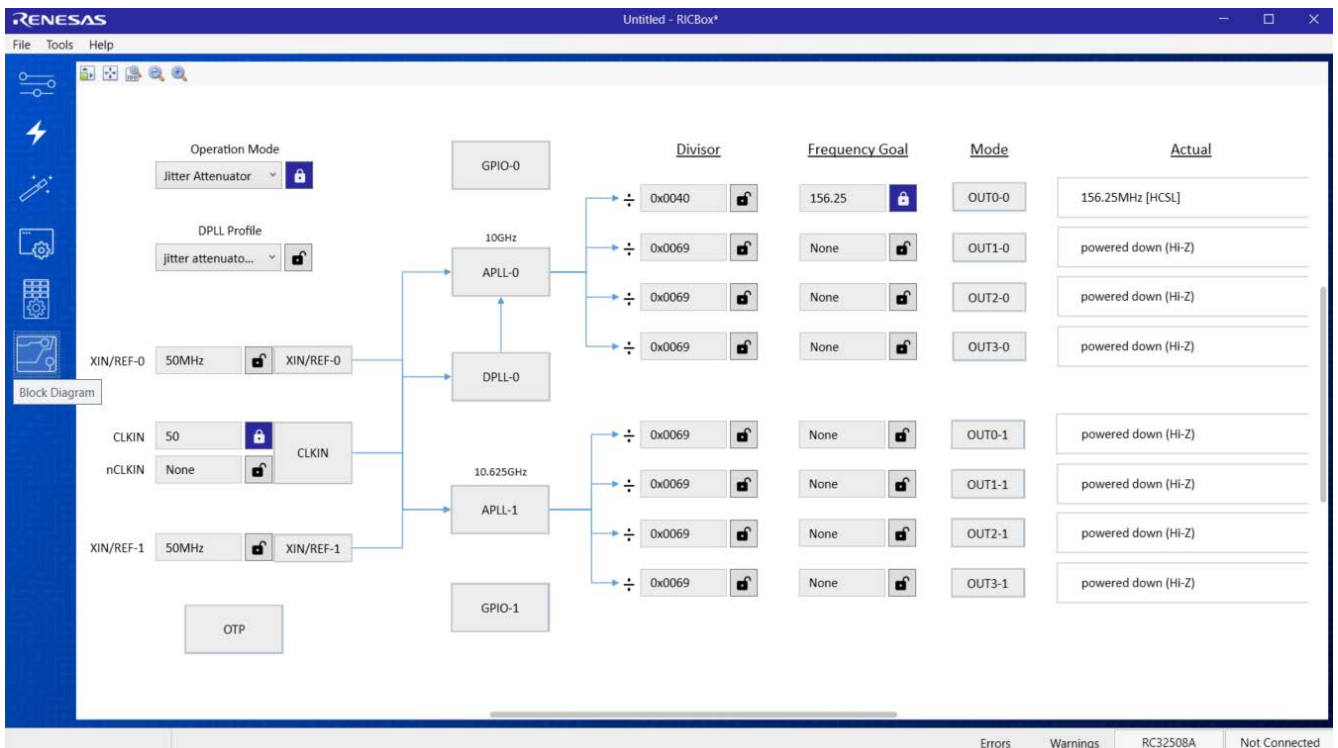 RENESAS
Untitled - RICBox*
File Tools Help
Operation Mode
Jitter Attenuator
DPLL Profile
jitter attenuato...
XIN/REF-0 50MHz XIN/REF-0
Block Diagram
CLKIN 50
nCLKIN None
CLKIN
XIN/REF-1 50MHz XIN/REF-1
OTP
GPIO-0
10GHz
APLL-0
DPLL-0
10.625GHz
APLL-1
GPIO-1
Divisor Frequency Goal Mode Actual
÷ 0x0040 156.25 OUT0-0 156.25MHz [HCSL]
÷ 0x0069 None OUT1-0 powered down (Hi-Z)
÷ 0x0069 None OUT2-0 powered down (Hi-Z)
÷ 0x0069 None OUT3-0 powered down (Hi-Z)
÷ 0x0069 None OUT0-1 powered down (Hi-Z)
÷ 0x0069 None OUT1-1 powered down (Hi-Z)
÷ 0x0069 None OUT2-1 powered down (Hi-Z)
÷ 0x0069 None OUT3-1 powered down (Hi-Z)
Errors Warnings RC32508A Not Connected